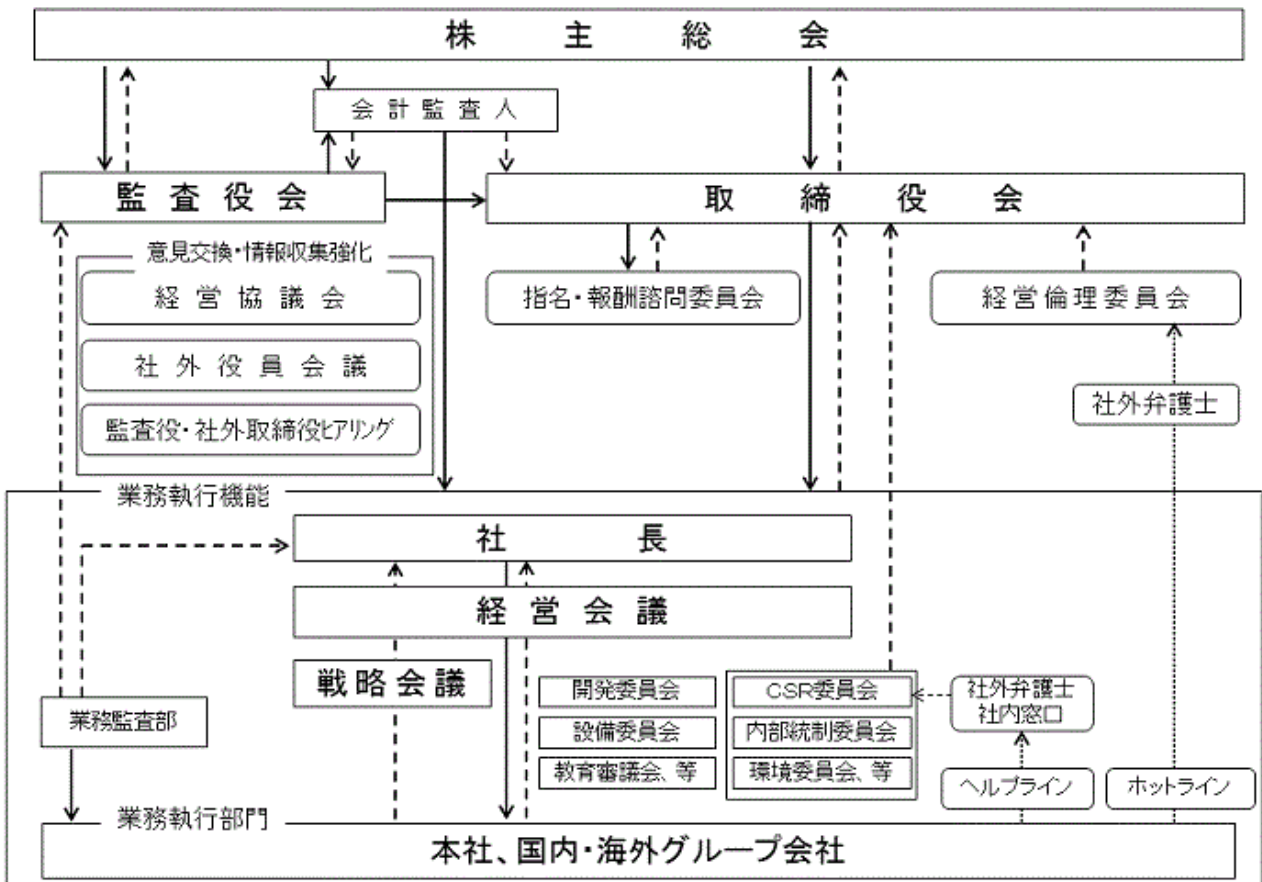 株主総会
会計監査人
監査役会
取締役会
意見交換・情報収集強化
経営協議会
社外役員会議
監査役・社外取締役ヒアリング
指名・報酬諮問委員会
経営倫理委員会
社外弁護士
業務執行機能
社長
経営会議
戦略会議
開発委員会
設備委員会
教育審議会、等
CSR委員会
内部統制委員会
環境委員会、等
社外弁護士
社内窓口
業務監査部
ヘルプライン
ホットライン
業務執行部門
本社、国内・海外グループ会社